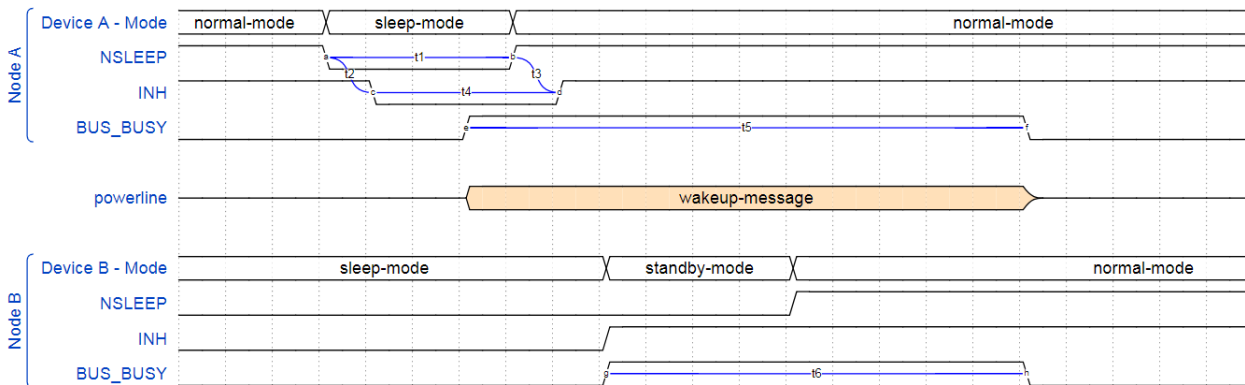 Node A
Device A - Mode normal-mode sleep-mode normal-mode
NSLEEP a t1 b
t2 t3
INH c t4 d
BUS_BUSY e t5 f
powerline wakeup-message
Node B
Device B - Mode sleep-mode standby-mode normal-mode
NSLEEP
INH
BUS_BUSY g t6 h